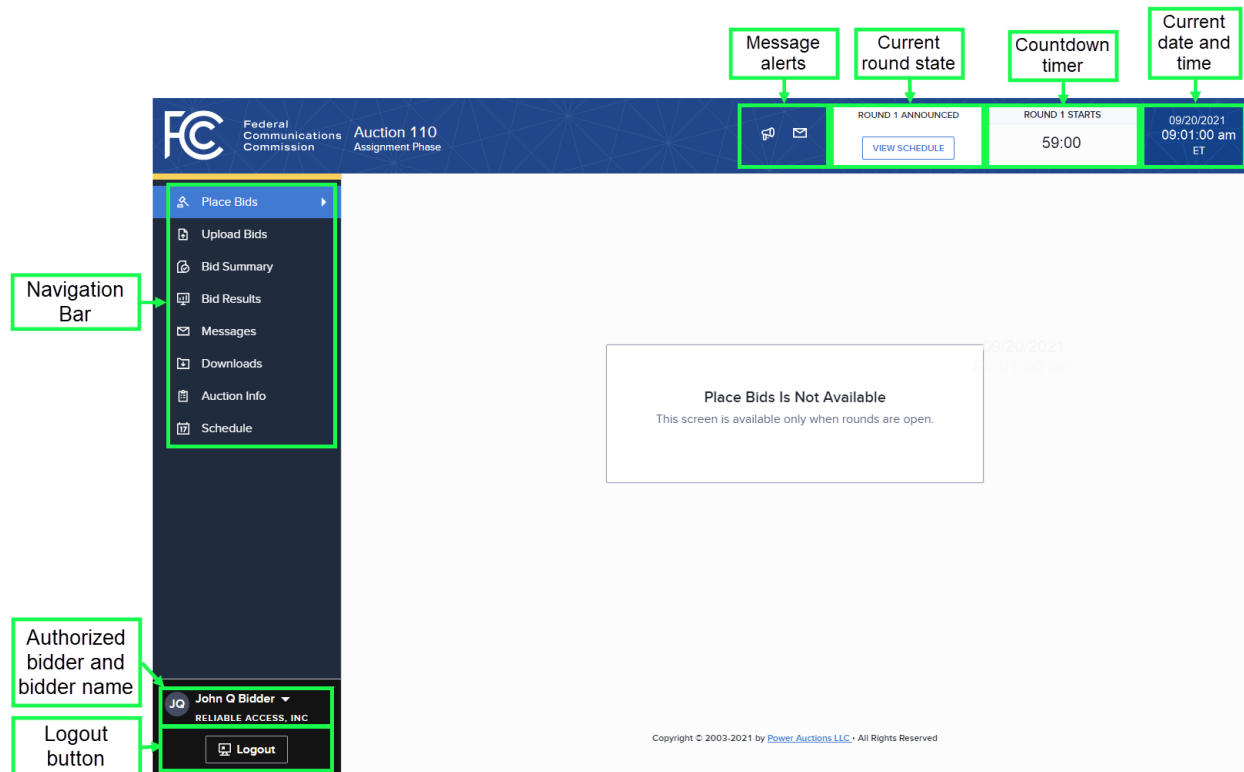 Message
alerts
Current
round state
Countdown
timer
Current
date and
time
FCC
Federal
Communications
Commission
Auction 110
Assignment Phase
ROUND 1 ANNOUNCED
VIEW SCHEDULE
ROUND 1 STARTS
59:00
09/20/2021
09:01:00 am
ET
Navigation
Bar
Place Bids
Upload Bids
Bid Summary
Bid Results
Messages
Downloads
Auction Info
17 Schedule
09/20/2021
Place Bids Is Not Available
This screen is available only when rounds are open.
Authorized
bidder and
bidder name
JQ
John Q Bidder
RELIABLE ACCESS, INC
Logout
button
Logout
Copyright © 2003-2021 by Power Auctions LLC • All Rights Reserved